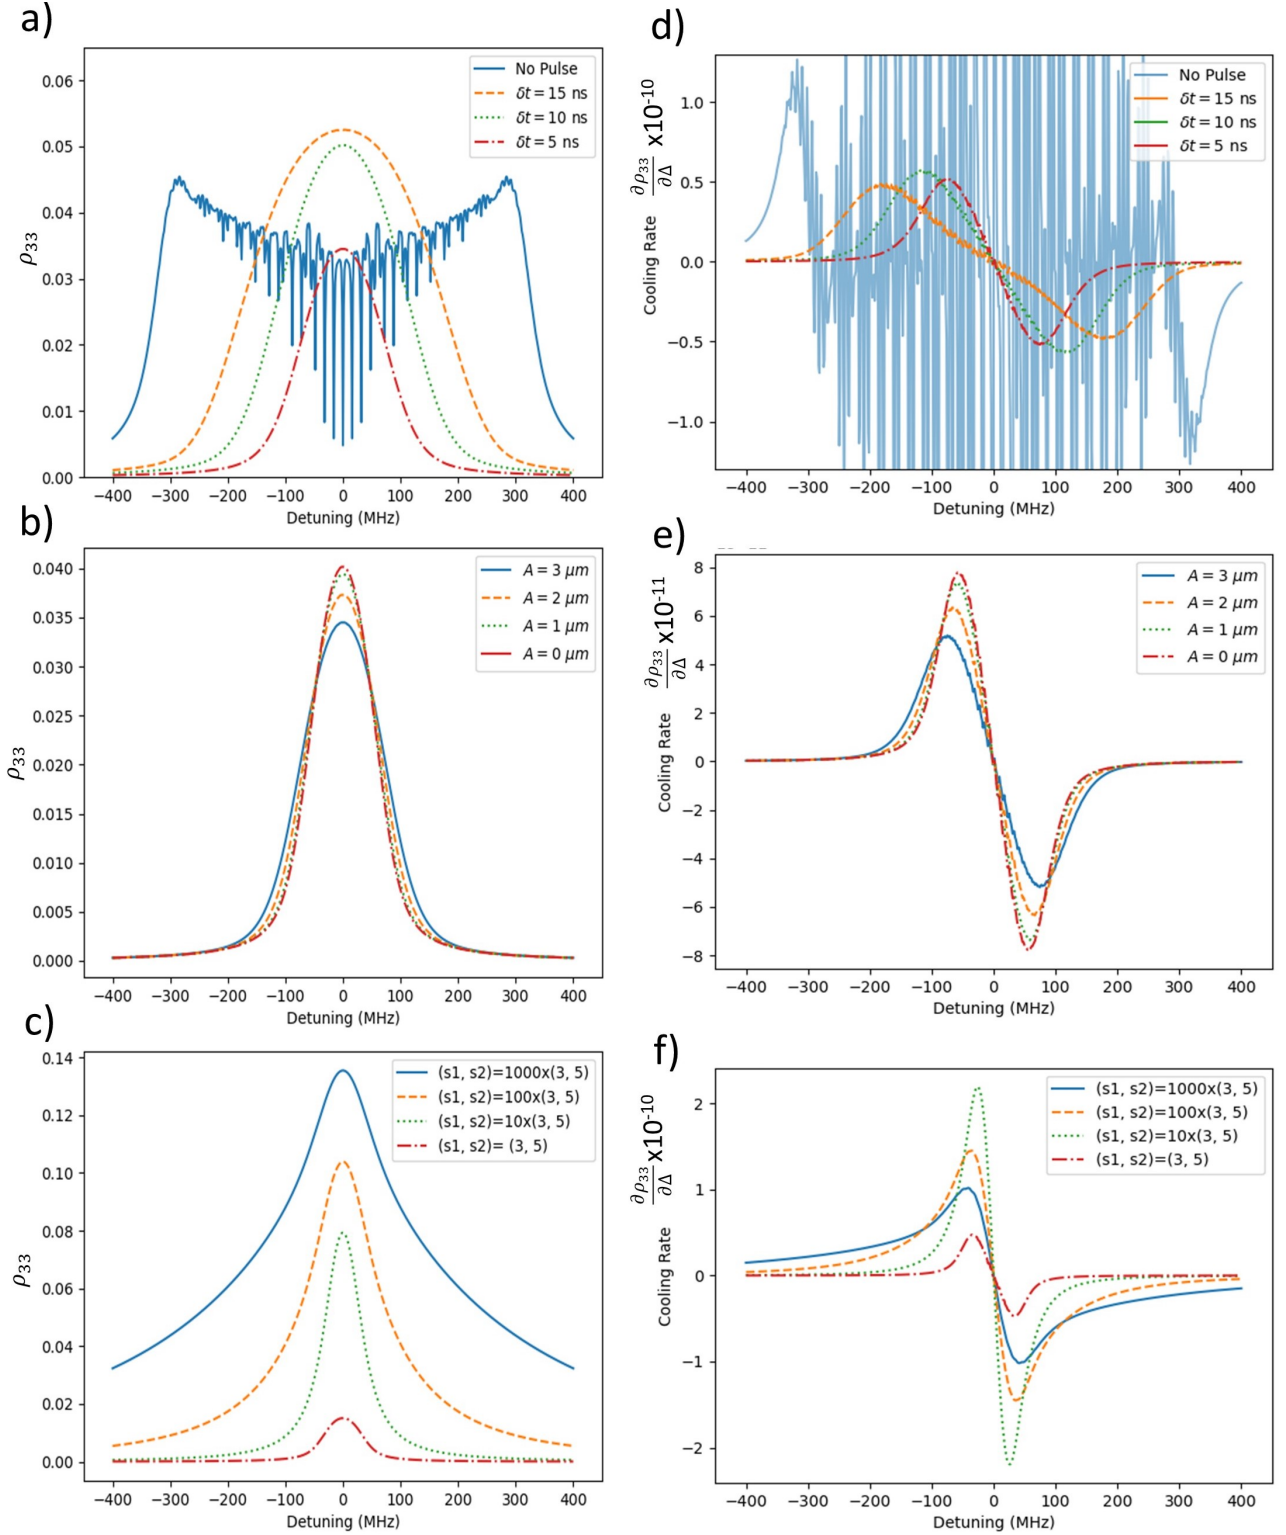 a)
ρ33
0.06
0.05
0.04
0.03
0.02
0.01
0.00
No Pulse
δt = 15 ns
δt = 10 ns
δt = 5 ns
−400 −300 −200 −100 0 100 200 300 400
Detuning (MHz)
b)
ρ33
0.040
0.035
0.030
0.025
0.020
0.015
0.010
0.005
0.000
A = 3 μm
A = 2 μm
A = 1 μm
A = 0 μm
−400 −300 −200 −100 0 100 200 300 400
Detuning (MHz)
c)
ρ33
0.14
0.12
0.10
0.08
0.06
0.04
0.02
0.00
(s1, s2)=1000x(3, 5)
(s1, s2)=100x(3, 5)
(s1, s2)=10x(3, 5)
(s1, s2)= (3, 5)
−400 −300 −200 −100 0 100 200 300 400
Detuning (MHz)
d)
Cooling Rate ∂ρ33/∂Δ x10-10
1.0
0.5
0.0
−0.5
−1.0
No Pulse
δt = 15 ns
δt = 10 ns
δt = 5 ns
−400 −300 −200 −100 0 100 200 300 400
Detuning (MHz)
e)
Cooling Rate ∂ρ33/∂Δ x10-11
8
6
4
2
0
−2
−4
−6
−8
A = 3 μm
A = 2 μm
A = 1 μm
A = 0 μm
−400 −300 −200 −100 0 100 200 300 400
Detuning (MHz)
f)
Cooling Rate ∂ρ33/∂Δ x10-10
2
1
0
−1
−2
(s1, s2)=1000x(3, 5)
(s1, s2)=100x(3, 5)
(s1, s2)=10x(3, 5)
(s1, s2)=(3, 5)
−400 −300 −200 −100 0 100 200 300 400
Detuning (MHz)